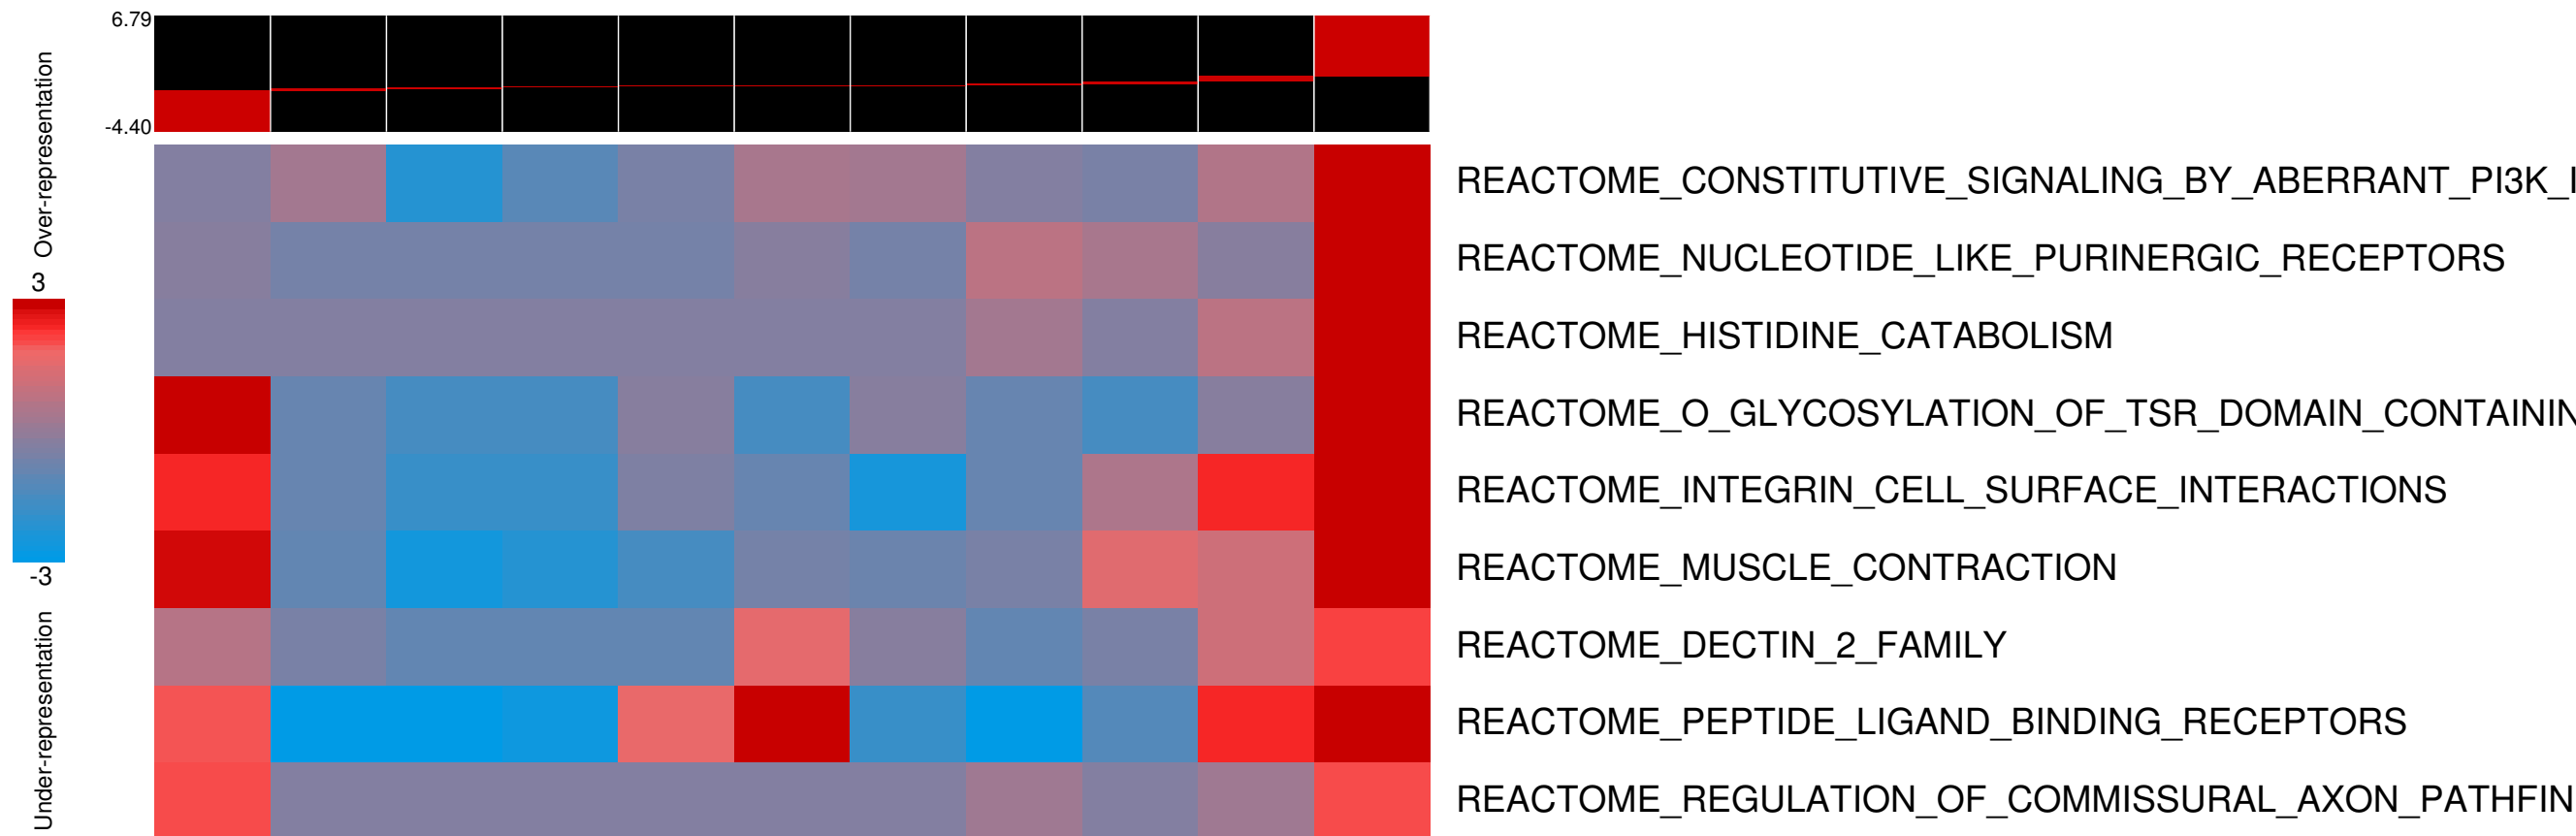 6.79
-4.40
Over-representation
3
-3
Under-representation
REACTOME_CONSTITUTIVE_SIGNALING_BY_ABERRANT_PI3K_I
REACTOME_NUCLEOTIDE_LIKE_PURINERGIC_RECEPTORS
REACTOME_HISTIDINE_CATABOLISM
REACTOME_O_GLYCOSYLATION_OF_TSR_DOMAIN_CONTAININ
REACTOME_INTEGRIN_CELL_SURFACE_INTERACTIONS
REACTOME_MUSCLE_CONTRACTION
REACTOME_DECTIN_2_FAMILY
REACTOME_PEPTIDE_LIGAND_BINDING_RECEPTORS
REACTOME_REGULATION_OF_COMMISSURAL_AXON_PATHFIN